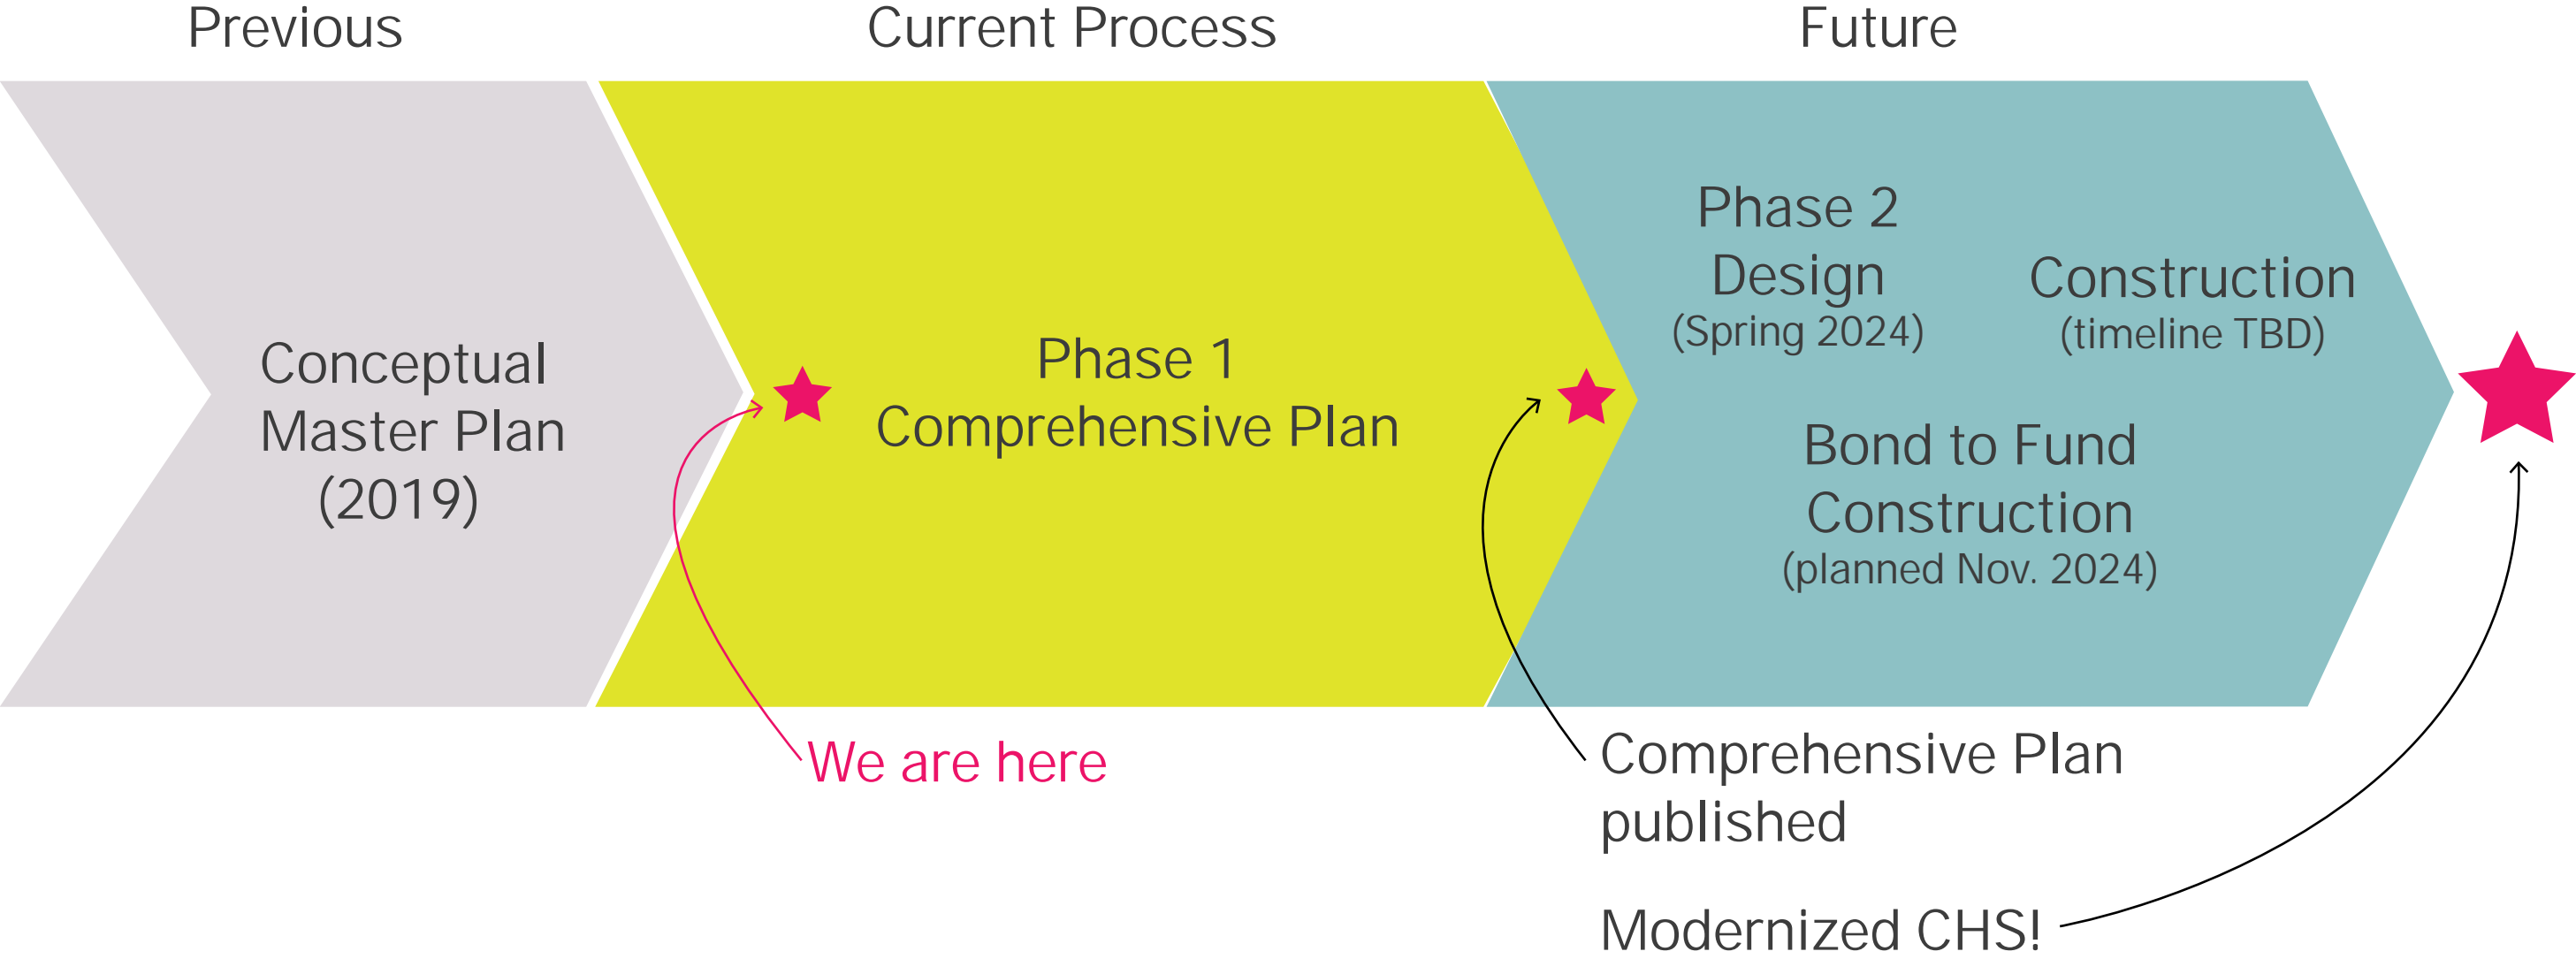 Previous
Current Process
Future
Conceptual
Master Plan
(2019)
Phase 1
Comprehensive Plan
Phase 2
Design
(Spring 2024)
Construction
(timeline TBD)
Bond to Fund
Construction
(planned Nov. 2024)
We are here
Comprehensive Plan
published
Modernized CHS!